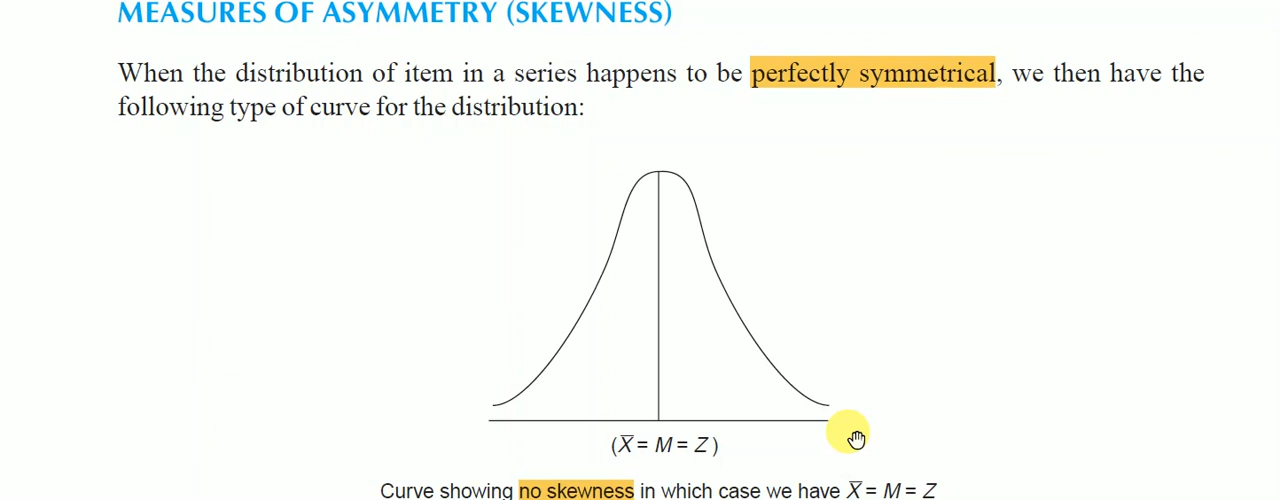 MEASURES OF ASYMMETRY (SKEWNESS)
When the distribution of item in a series happens to be perfectly symmetrical, we then have the
following type of curve for the distribution:
(X̅ = M = Z )
Curve showing no skewness in which case we have X̅ = M = Z